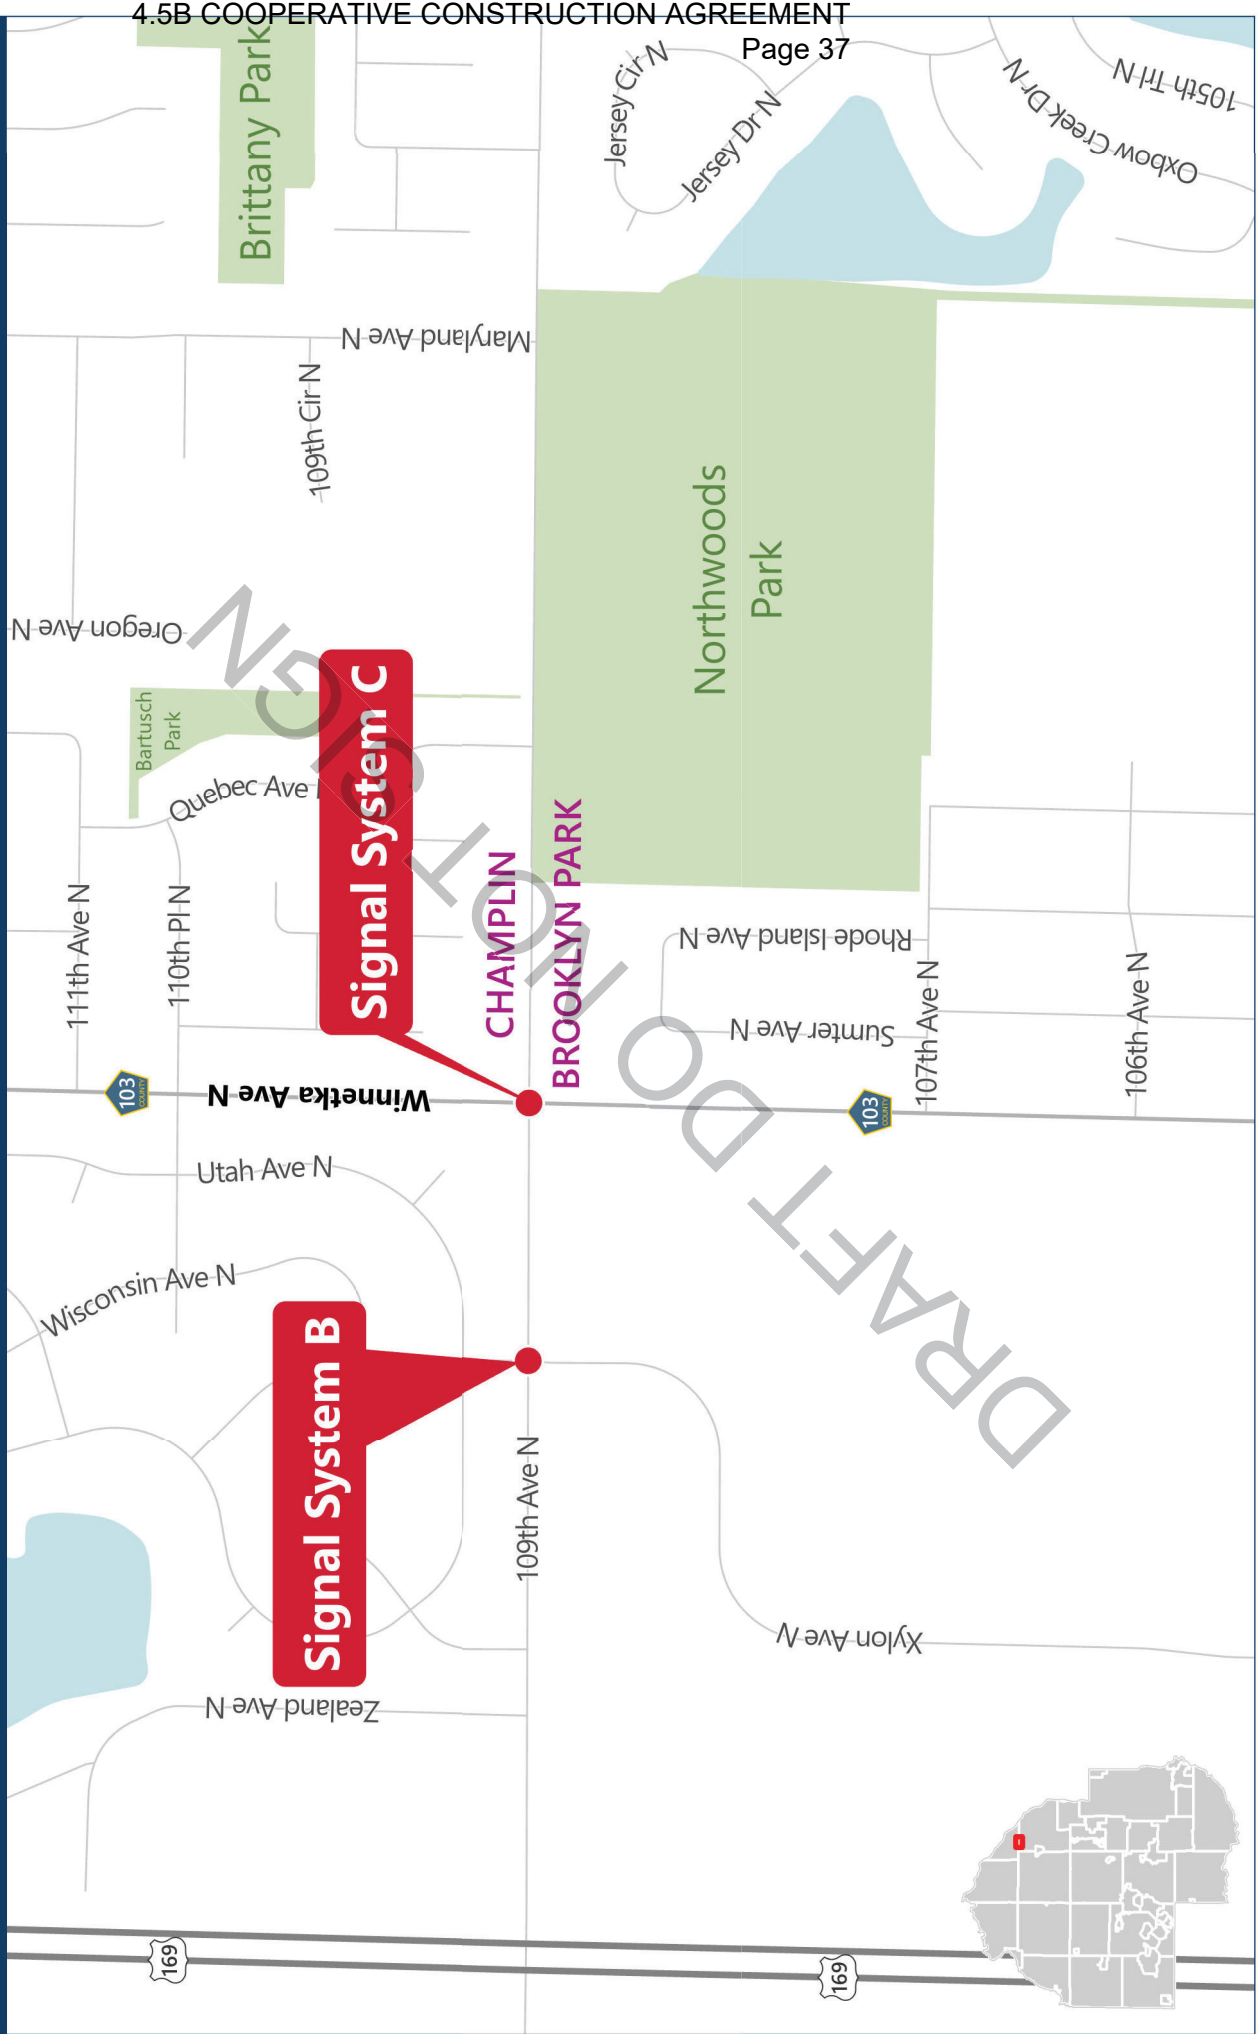 4.5B COOPERATIVE CONSTRUCTION AGREEMENT
Page 37
Brittany Park
Jersey Cir N
Jersey Dr N
Oxbow Creek Dr N
105th Trl N
Maryland Ave N
109th Cir N
Oregon Ave N
Northwoods
Park
Bartusch
Park
Quebec Ave
Signal System C
CHAMPLIN
BROOKLYN PARK
111th Ave N
110th Pl N
Rhode Island Ave N
Sumter Ave N
107th Ave N
106th Ave N
103
COUNTY
Winnetka Ave N
103
COUNTY
Utah Ave N
Wisconsin Ave N
Signal System B
109th Ave N
Xylon Ave N
Zealand Ave N
169
169
DRAFT DO NOT SIGN